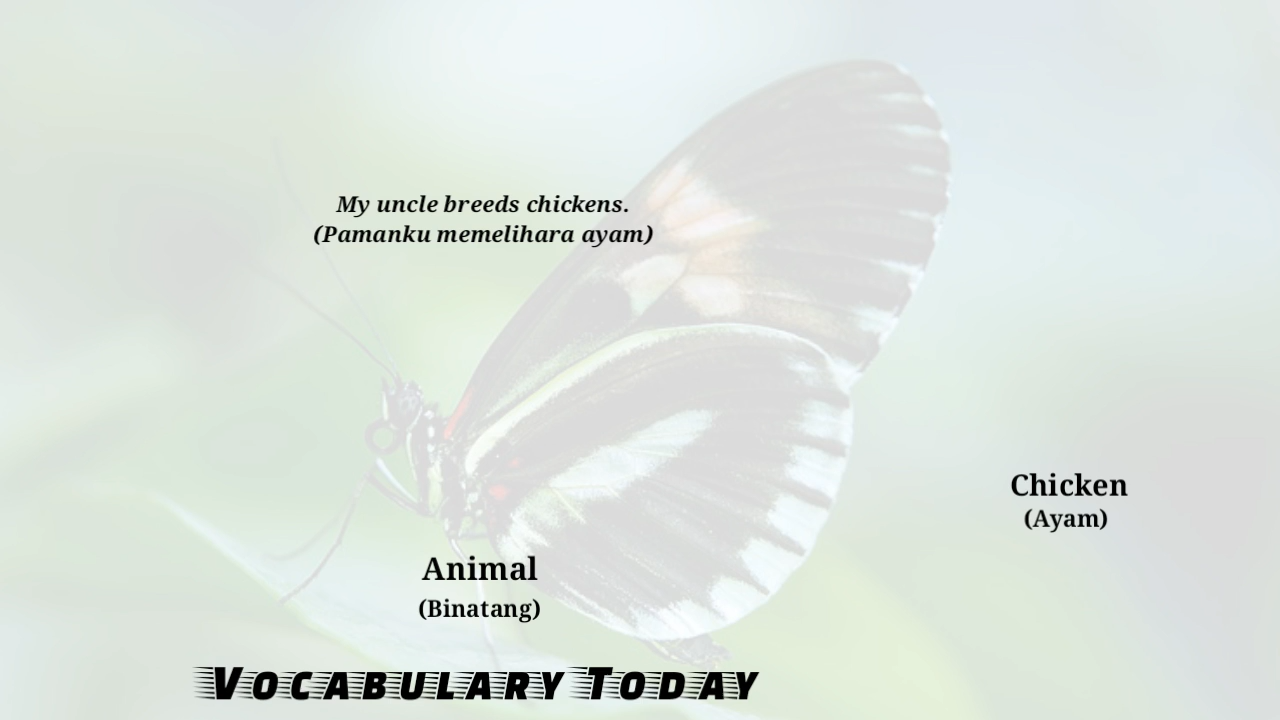 My uncle breeds chickens.
(Pamanku memelihara ayam)
Chicken
(Ayam)
Animal
(Binatang)
VOCABULARY TODAY